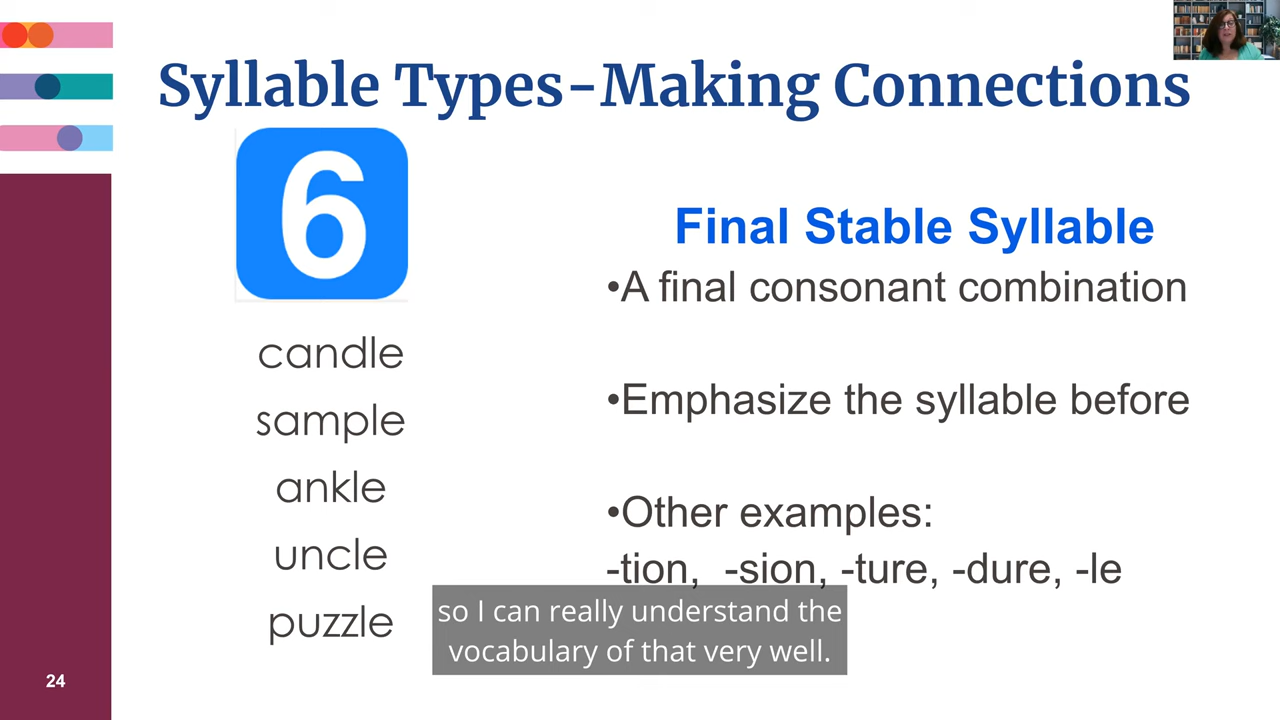 Syllable Types-Making Connections
6
candle
sample
ankle
uncle
puzzle
Final Stable Syllable
•A final consonant combination
•Emphasize the syllable before
•Other examples:
-tion, -sion, -ture, -dure, -le
so I can really understand the
vocabulary of that very well.
24